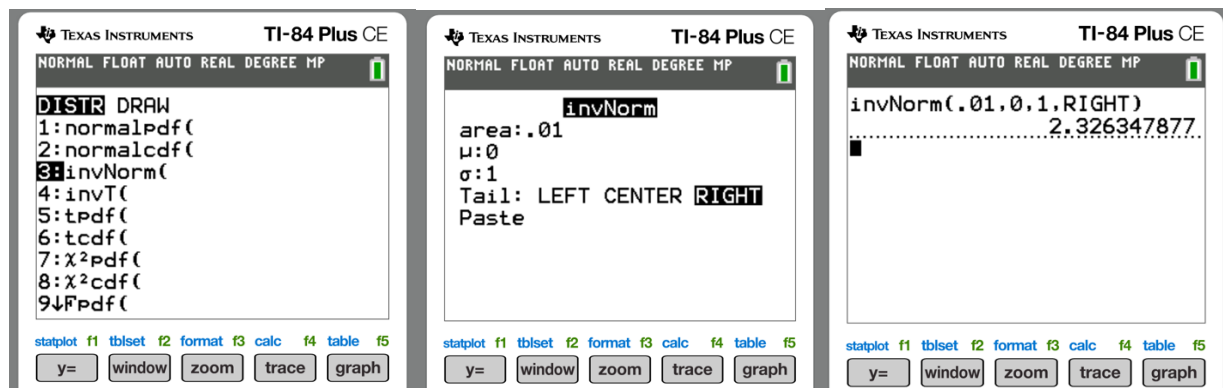 TEXAS INSTRUMENTS TI-84 Plus CE
NORMAL FLOAT AUTO REAL DEGREE MP
DISTR DRAW
1:normalpdf(
2:normalcdf(
3:invNorm(
4:invT(
5:tpdf(
6:tcdf(
7:χ²pdf(
8:χ²cdf(
9↓Fpdf(
statplot f1 tblset f2 format f3 calc f4 table f5
y= window zoom trace graph
TEXAS INSTRUMENTS TI-84 Plus CE
NORMAL FLOAT AUTO REAL DEGREE MP
invNorm
area:.01
μ:0
σ:1
Tail: LEFT CENTER RIGHT
Paste
statplot f1 tblset f2 format f3 calc f4 table f5
y= window zoom trace graph
TEXAS INSTRUMENTS TI-84 Plus CE
NORMAL FLOAT AUTO REAL DEGREE MP
invNorm(.01,0,1,RIGHT)
2.326347877
statplot f1 tblset f2 format f3 calc f4 table f5
y= window zoom trace graph